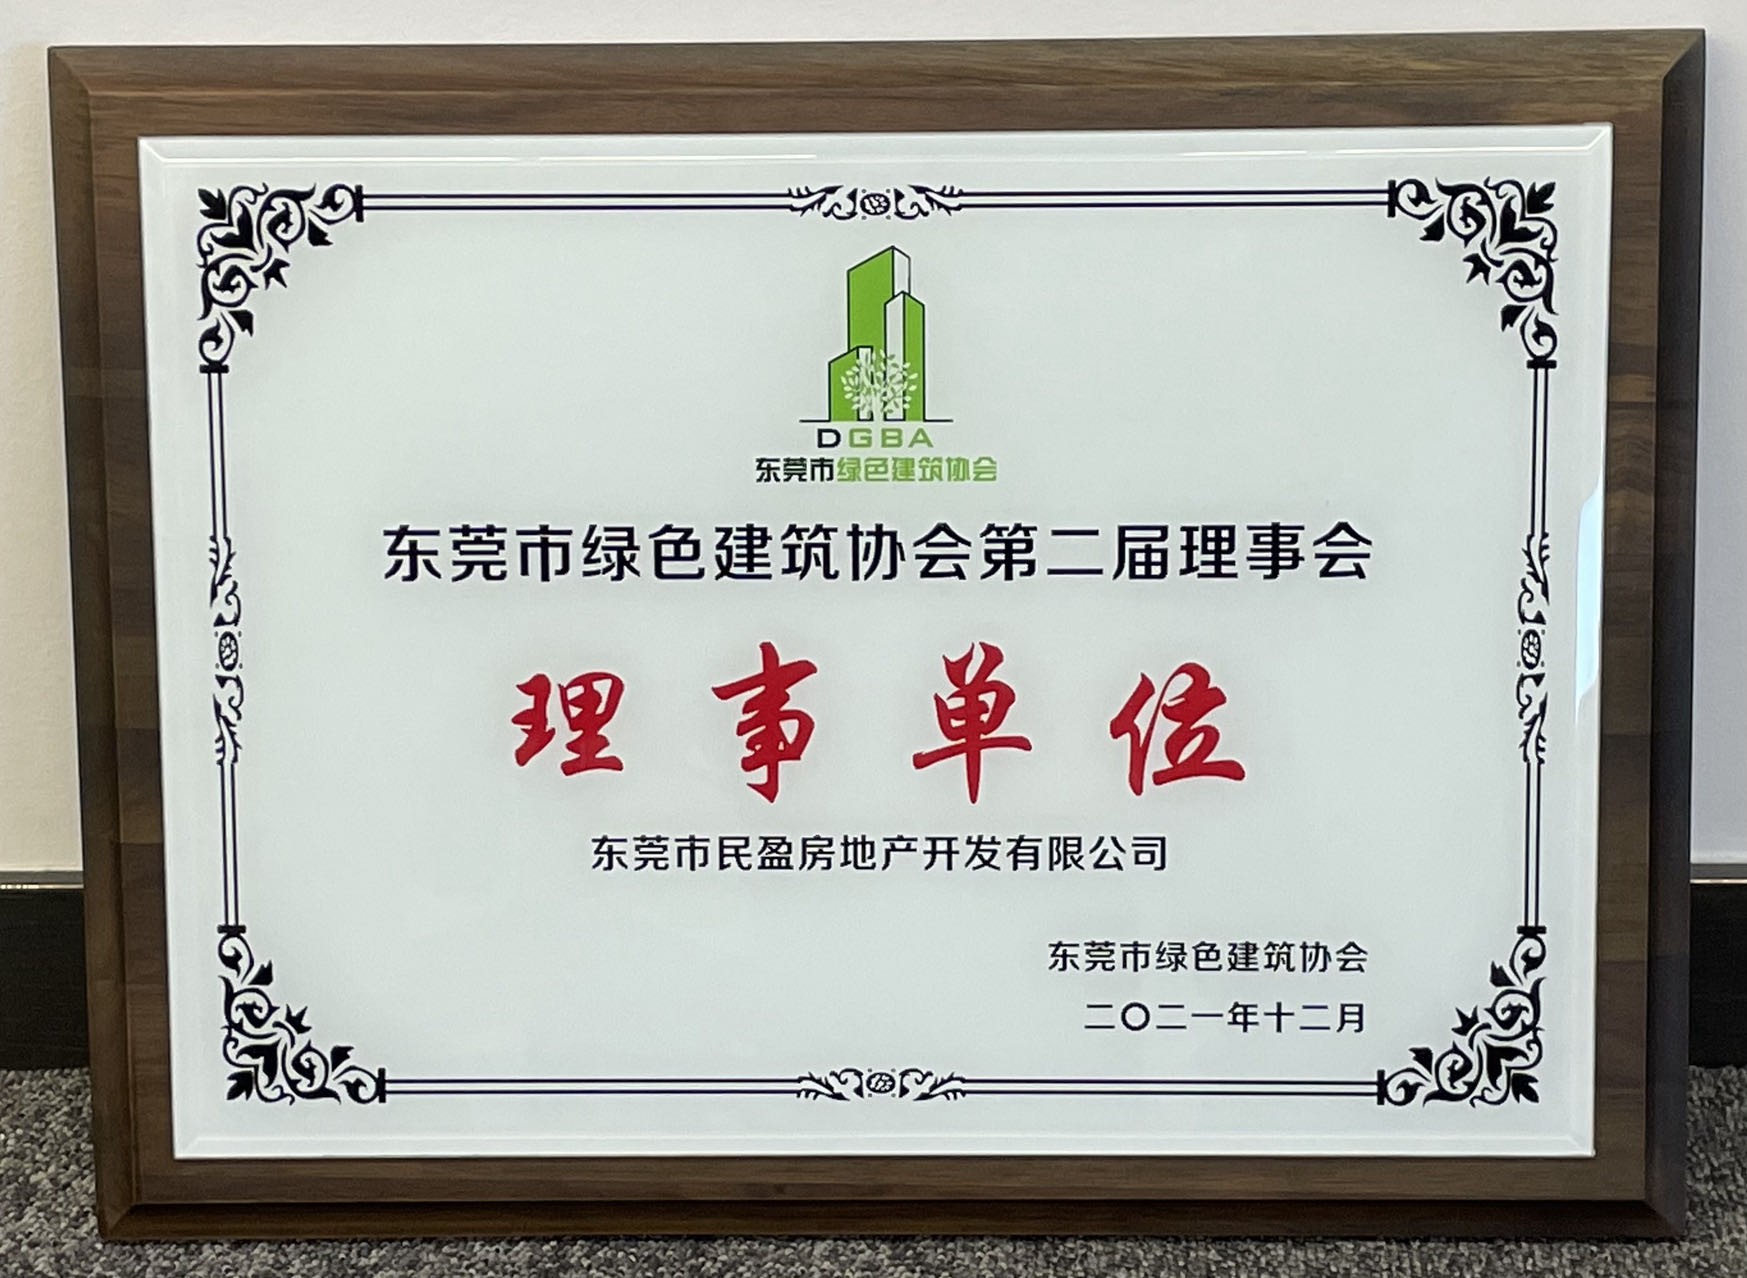 DGBA
东莞市绿色建筑协会
东莞市绿色建筑协会第二届理事会
理事单位
东莞市民盈房地产开发有限公司
东莞市绿色建筑协会
二〇二一年十二月